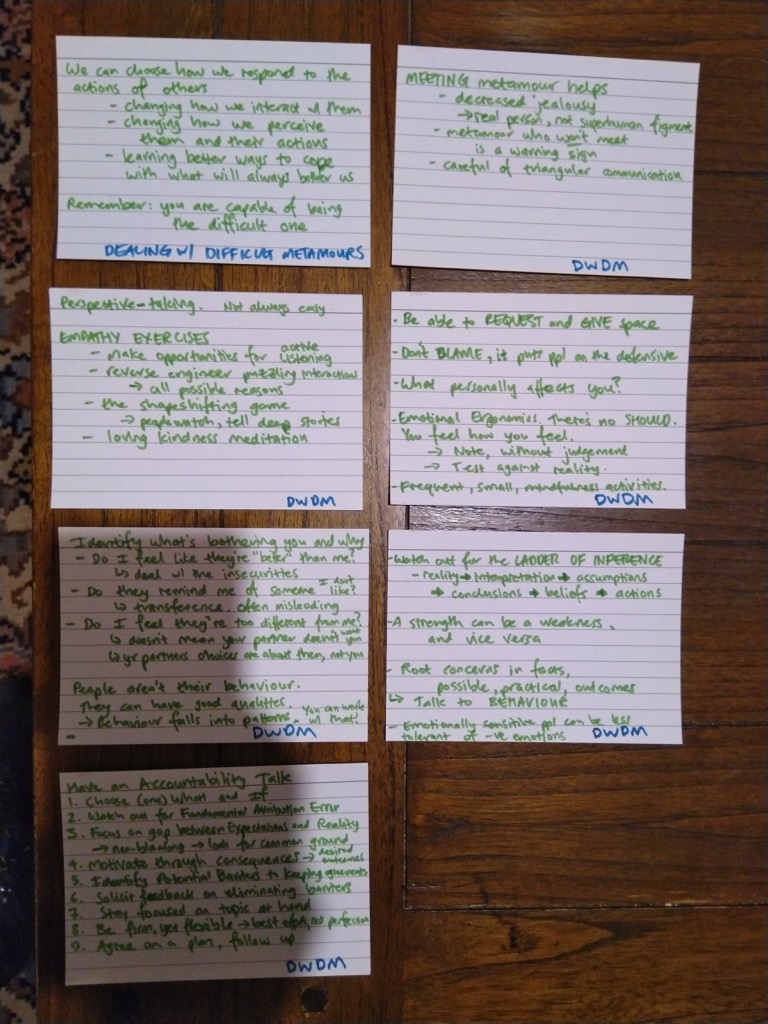 We can choose how we respond to the
actions of others
- changing how we interact w/ them
- changing how we perceive
them and their actions
- learning better ways to cope
with what will always bother us
Remember: you are capable of being
the difficult one
DEALING W/ DIFFICULT METAMOURS
MEETING metamour helps
- decreased jealousy
→ real person, not superhuman figment
- metamour who won't meet
is a warning sign
- careful of triangular communication
DWDM
Perspective-taking. Not always easy.
EMPATHY EXERCISES
- make opportunities for active listening
- reverse engineer puzzling interaction
→ all possible reasons
- the shapeshifting game
→ peoplewatch, tell deep stories
- loving kindness meditation
DWDM
- Be able to REQUEST and GIVE space
- Don't BLAME, it puts ppl on the defensive
- What personally affects you?
- Emotional Ergonomics. There's no SHOULD.
You feel how you feel.
→ Note, without judgement
→ Test against reality.
- Frequent, small, mindfulness activities.
DWDM
Identify what's bothering you and why
- Do I feel like they're "better" than me?
↳ deal w/ the insecurities
- Do they remind me of someone I don't like?
↳ transference, often misleading
- Do I feel they're too different from me?
↳ doesn't mean your partner doesn't want you
↳ yr partners choices are about them, not you
People aren't their behaviour.
They can have good qualities.
→ Behaviour falls into patterns. You can work w/ that!
DWDM
- Watch out for the LADDER OF INFERENCE
- reality → interpretation → assumptions
→ conclusions → beliefs → actions
- A strength can be a weakness,
and vice versa
- Root concerns in facts,
possible, practical, outcomes
↳ Talk to BEHAVIOUR
- Emotionally sensitive ppl can be less
tolerant of -ve emotions
DWDM
Have an Accountability Talk
1. Choose (one) What and If
2. Watch out for Fundamental Attribution Error
3. Focus on gap between Expectations and Reality
→ non-blaming → look for common ground
4. Motivate through consequences → desired outcomes
5. Identify Potential Barriers to keeping agreements
6. Solicit feedback on eliminating barriers
7. Stay focused on topic at hand
8. Be firm, yet flexible → best effort, not perfection
9. Agree on a plan, follow up
DWDM